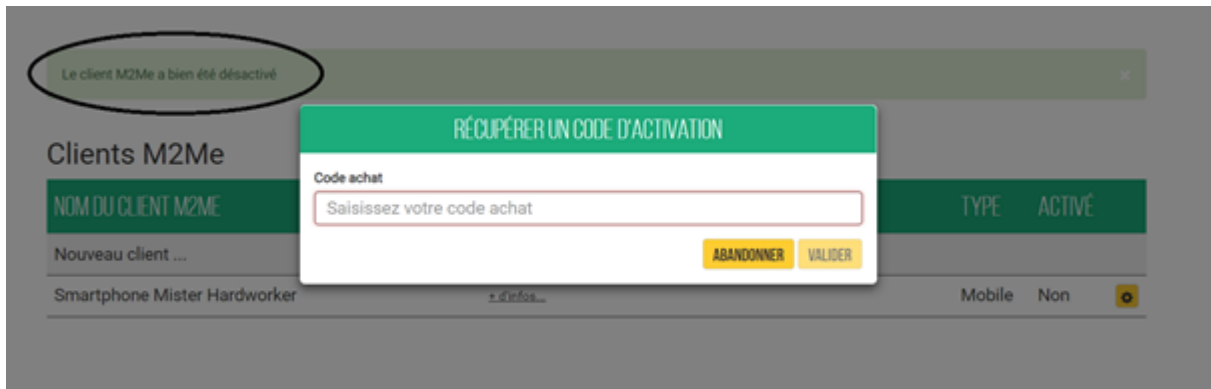 Le client M2Me a bien été désactivé
×
RÉCUPÉRER UN CODE D'ACTIVATION
Clients M2Me
Code achat
Saisissez votre code achat
NOM DU CLIENT M2ME TYPE ACTIVÉ
ABANDONNER VALIDER
Nouveau client ...
Smartphone Mister Hardworker + d'infos... Mobile Non